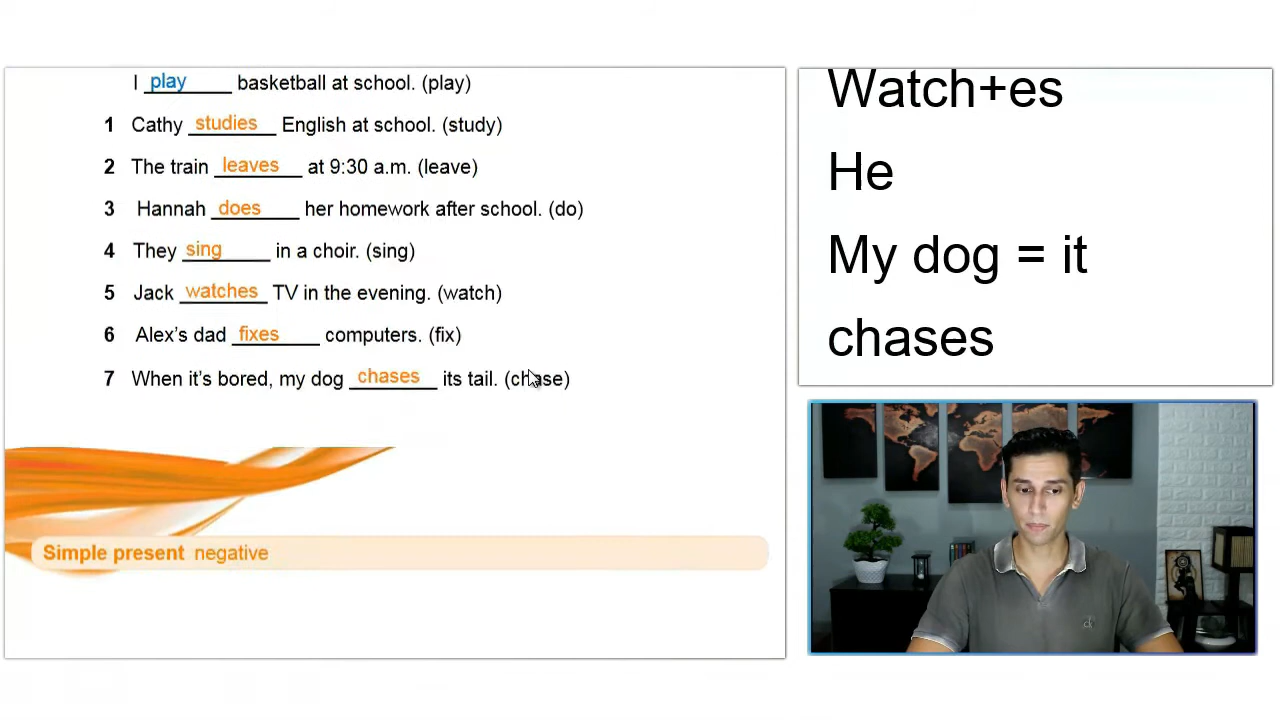 I play basketball at school. (play)
1 Cathy studies English at school. (study)
2 The train leaves at 9:30 a.m. (leave)
3 Hannah does her homework after school. (do)
4 They sing in a choir. (sing)
5 Jack watches TV in the evening. (watch)
6 Alex's dad fixes computers. (fix)
7 When it's bored, my dog chases its tail. (chase)
Simple present negative
Watch+es
He
My dog = it
chases